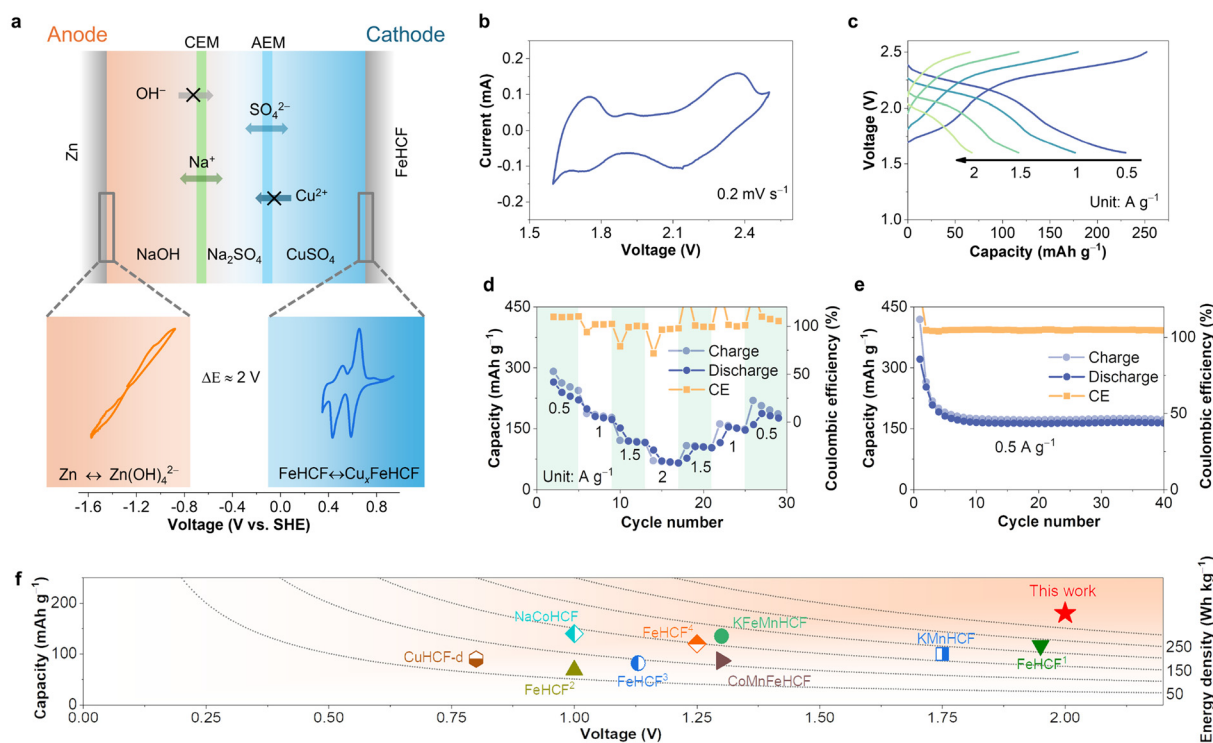 a
Anode
CEM
AEM
Cathode
OH⁻
SO₄²⁻
Zn
FeHCF
Na⁺
Cu²⁺
NaOH
Na₂SO₄
CuSO₄
ΔE ≈ 2 V
Zn ↔ Zn(OH)₄²⁻
FeHCF↔CuₓFeHCF
-1.6
-1.2
-0.8
-0.4
0.0
0.4
0.8
Voltage (V vs. SHE)
b
Current (mA)
0.2
0.1
0.0
-0.1
-0.2
0.2 mV s⁻¹
1.5
1.8
2.1
2.4
Voltage (V)
c
Voltage (V)
2.5
2.0
1.5
1.0
2
1.5
1
0.5
Unit: A g⁻¹
0
50
100
150
200
250
Capacity (mAh g⁻¹)
d
Capacity (mAh g⁻¹)
450
300
150
0
Charge
Discharge
CE
0.5
1
1.5
2
1.5
1
0.5
Unit: A g⁻¹
100
50
0
Coulombic efficiency (%)
0
10
20
30
Cycle number
e
Capacity (mAh g⁻¹)
450
300
150
0
Charge
Discharge
CE
0.5 A g⁻¹
100
50
0
Coulombic efficiency (%)
0
10
20
30
40
Cycle number
f
Capacity (mAh g⁻¹)
200
100
0
This work
NaCoHCF
FeHCF⁴
KFeMnHCF
KMnHCF
CuHCF-d
FeHCF²
FeHCF³
CoMnFeHCF
FeHCF¹
250
150
50
Energy density (Wh kg⁻¹)
0.00
0.25
0.50
0.75
1.00
1.25
1.50
1.75
2.00
Voltage (V)